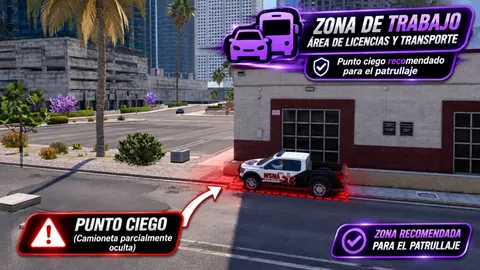 ZONA DE TRABAJO
ÁREA DE LICENCIAS Y TRANSPORTE
Punto ciego recomendado
para el patrullaje
WSNA
PUNTO CIEGO
(Camioneta parcialmente
oculta)
ZONA RECOMENDADA
PARA EL PATRULLAJE